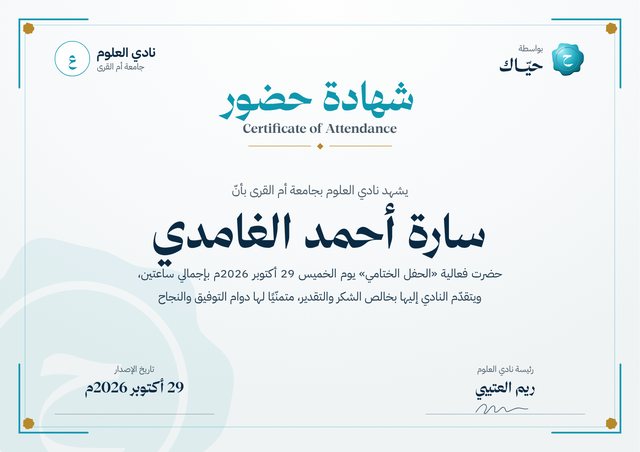 بواسطة
حيّـاك
ح
نادي العلوم
جامعة أم القرى
ع
شهادة حضور
Certificate of Attendance
يشهد نادي العلوم بجامعة أم القرى بأنّ
سارة أحمد الغامدي
حضرت فعالية «الحفل الختامي» يوم الخميس 29 أكتوبر 2026م بإجمالي ساعتين،
ويتقدّم النادي إليها بخالص الشكر والتقدير، متمنّيًا لها دوام التوفيق والنجاح
رئيسة نادي العلوم
ريم العتيبي
تاريخ الإصدار
29 أكتوبر 2026م
ح